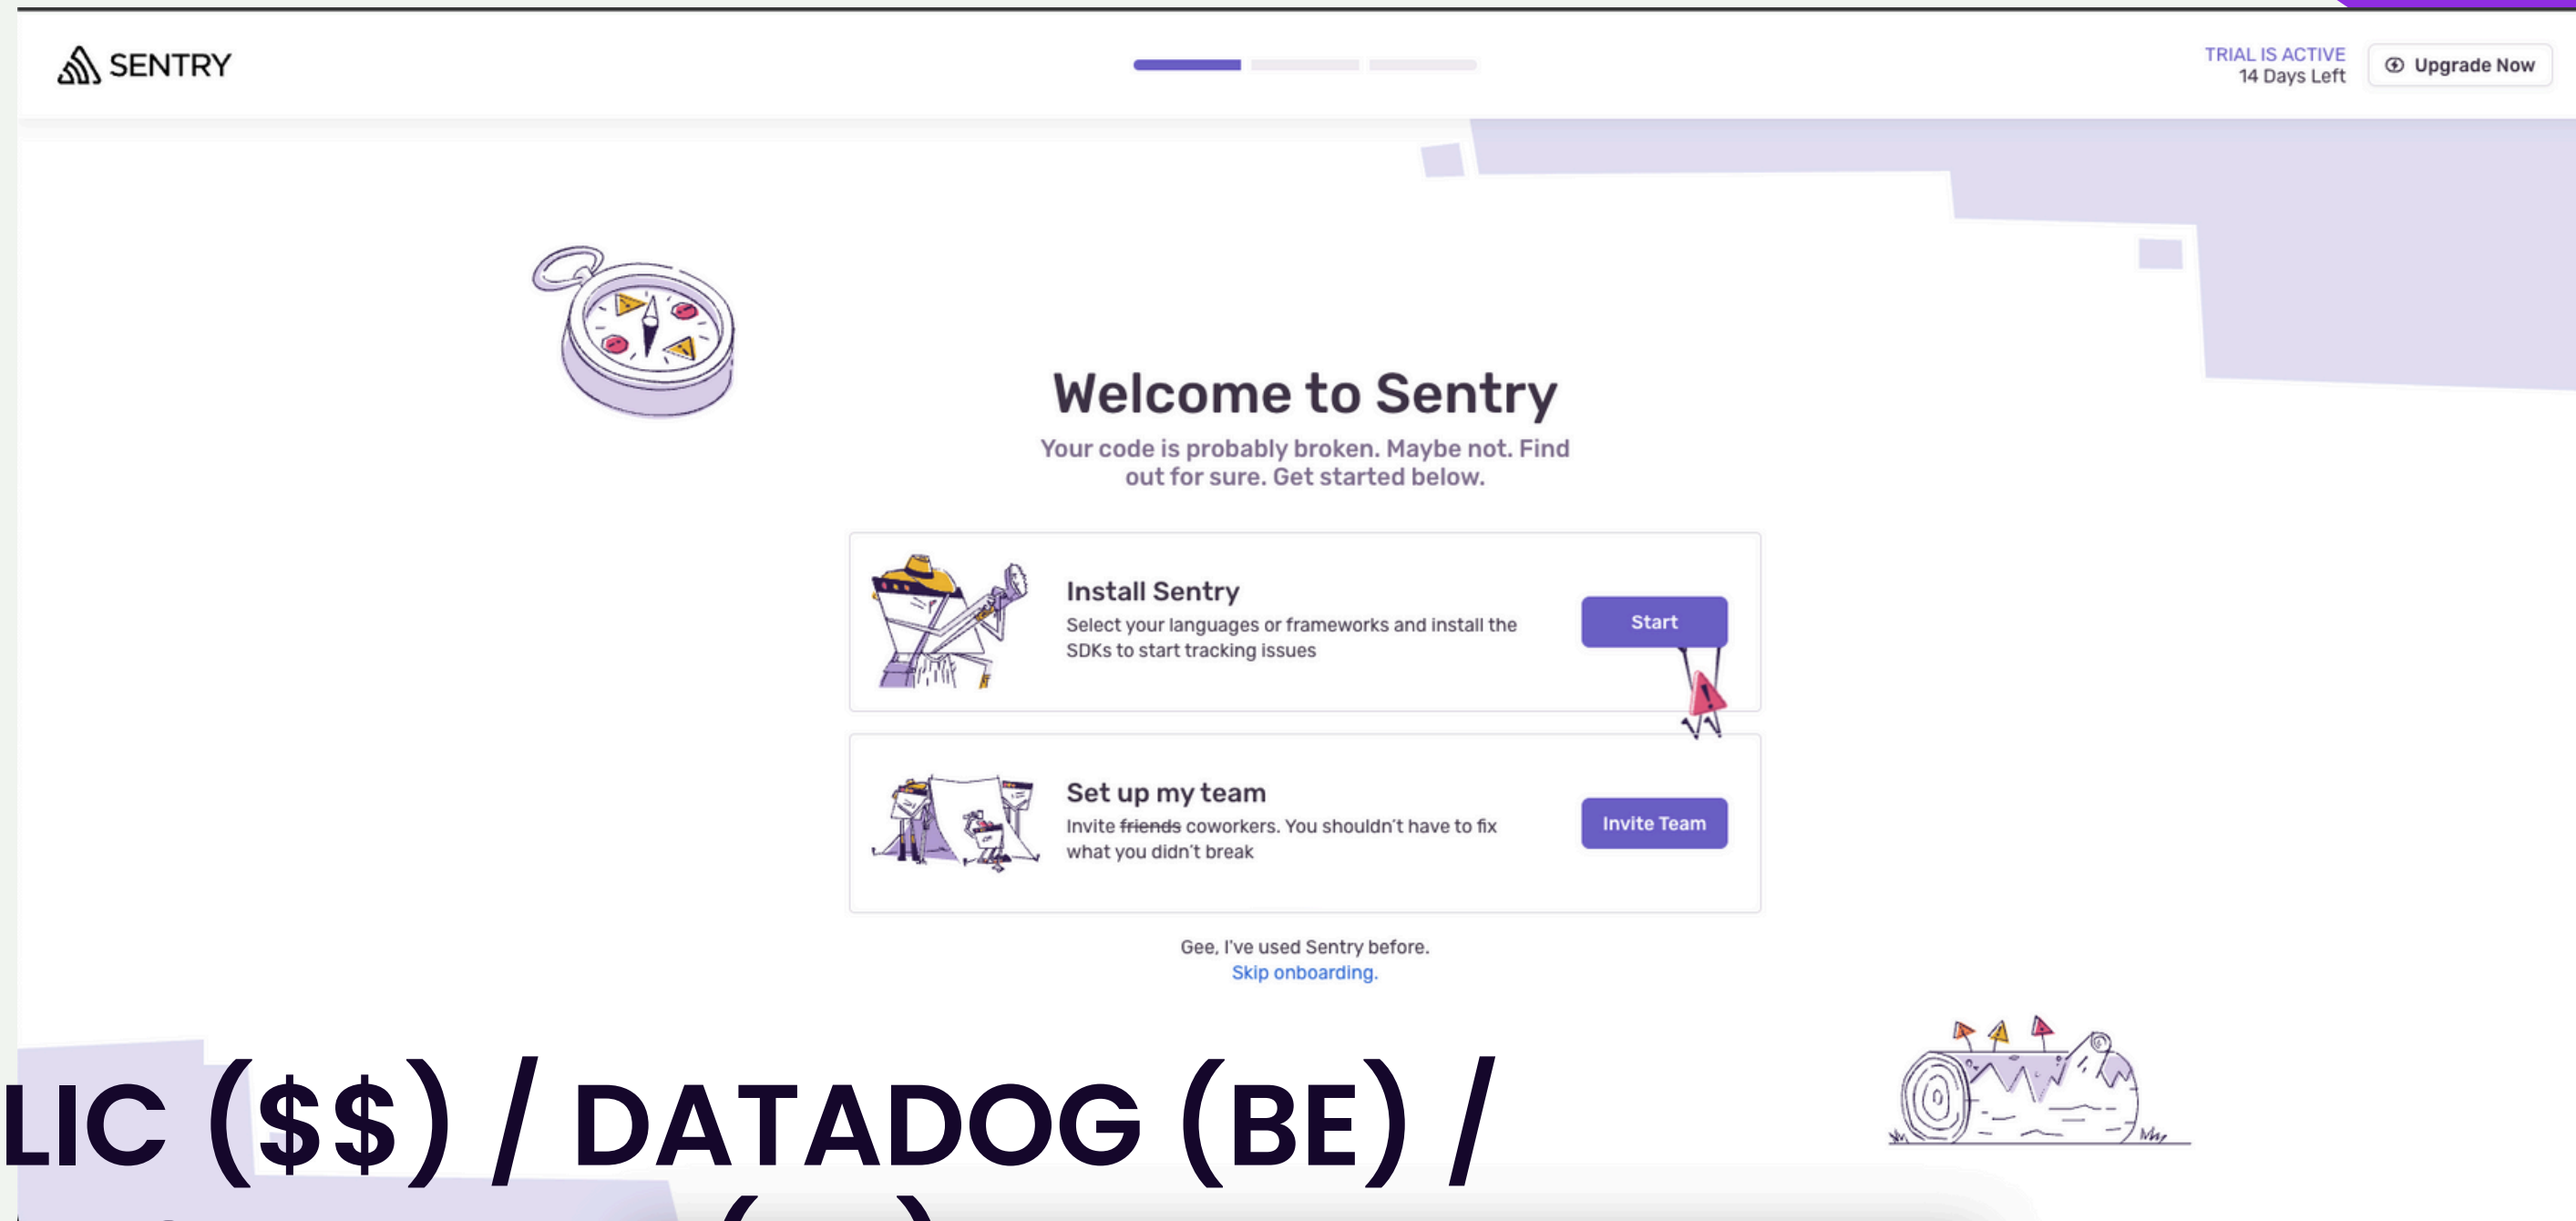 SENTRY
TRIAL IS ACTIVE
14 Days Left
Upgrade Now
Welcome to Sentry
Your code is probably broken. Maybe not. Find
out for sure. Get started below.
Install Sentry
Select your languages or frameworks and install the
SDKs to start tracking issues
Start
Set up my team
Invite friends coworkers. You shouldn't have to fix
what you didn't break
Invite Team
Gee, I've used Sentry before.
Skip onboarding.
LIC ($$) / DATADOG (BE) /